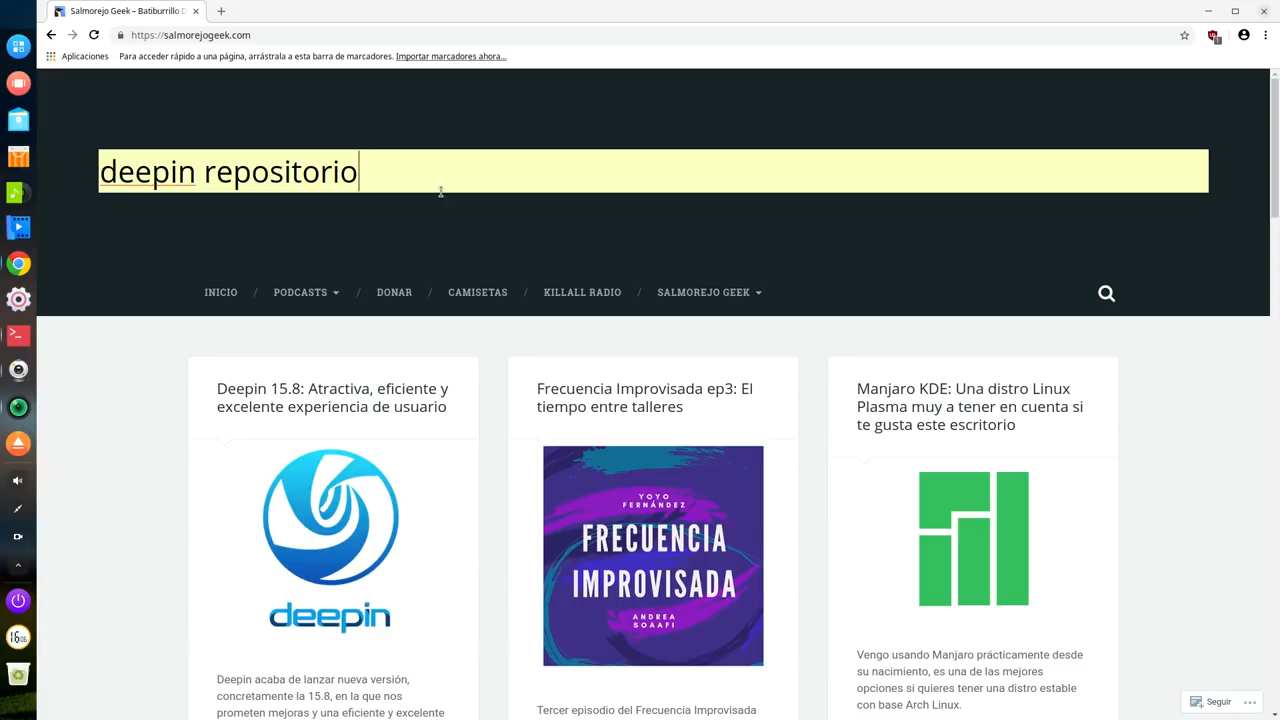 Salmorejo Geek – Batiburrillo D
https://salmorejogeek.com
Aplicaciones
Para acceder rápido a una página, arrástrala a esta barra de marcadores. Importar marcadores ahora...
deepin repositorio
INICIO / PODCASTS / DONAR / CAMISETAS / KILLALL RADIO / SALMOREJO GEEK
Deepin 15.8: Atractiva, eficiente y
excelente experiencia de usuario
deepin
Deepin acaba de lanzar nueva versión,
concretamente la 15.8, en la que nos
prometen mejoras y una eficiente y excelente
Frecuencia Improvisada ep3: El
tiempo entre talleres
YOYO
FERNÁNDEZ
FRECUENCIA
IMPROVISADA
ANDREA
SOAAFI
Tercer episodio del Frecuencia Improvisada
Manjaro KDE: Una distro Linux
Plasma muy a tener en cuenta si
te gusta este escritorio
Vengo usando Manjaro prácticamente desde
su nacimiento, es una de las mejores
opciones si quieres tener una distro estable
con base Arch Linux.
Seguir
16 06